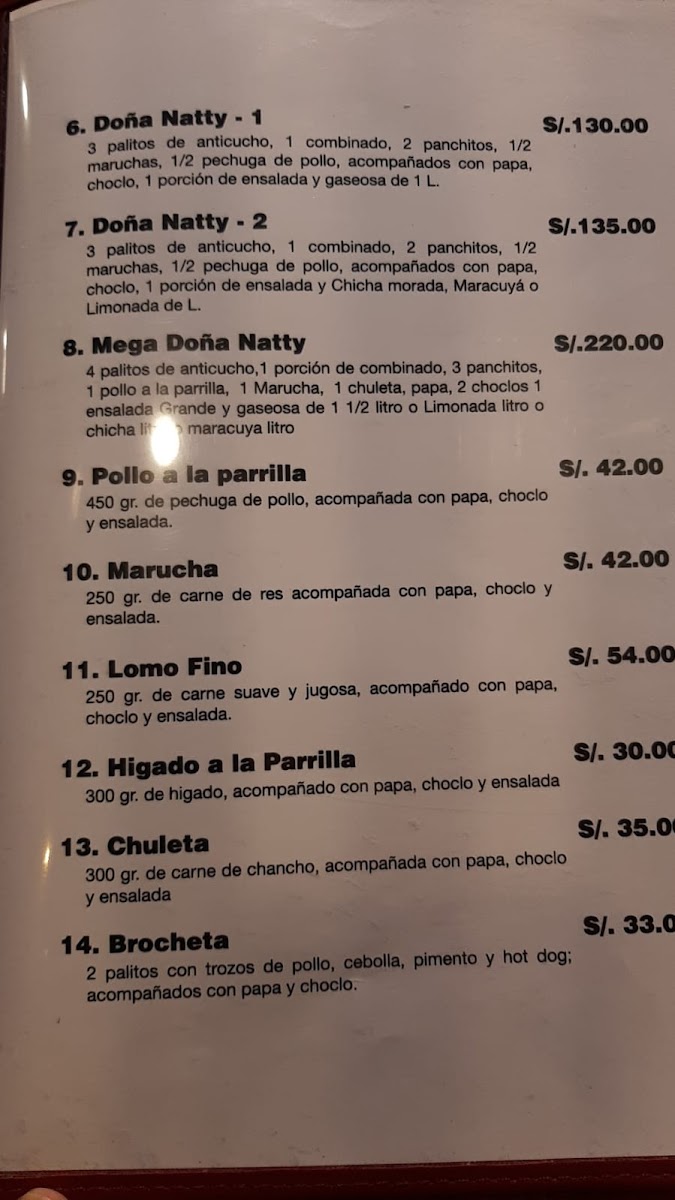 6. Doña Natty - 1 S/.130.00
3 palitos de anticucho, 1 combinado, 2 panchitos, 1/2
maruchas, 1/2 pechuga de pollo, acompañados con papa,
choclo, 1 porción de ensalada y gaseosa de 1 L.
7. Doña Natty - 2 S/.135.00
3 palitos de anticucho, 1 combinado, 2 panchitos, 1/2
maruchas, 1/2 pechuga de pollo, acompañados con papa,
choclo, 1 porción de ensalada y Chicha morada, Maracuyá o
Limonada de L.
8. Mega Doña Natty S/.220.00
4 palitos de anticucho,1 porción de combinado, 3 panchitos,
1 pollo a la parrilla, 1 Marucha, 1 chuleta, papa, 2 choclos 1
ensalada Grande y gaseosa de 1 1/2 litro o Limonada litro o
chicha maracuya litro
9. Pollo a la parrilla S/. 42.00
450 gr. de pechuga de pollo, acompañada con papa, choclo
y ensalada.
10. Marucha S/. 42.00
250 gr. de carne de res acompañada con papa, choclo y
ensalada.
11. Lomo Fino S/. 54.00
250 gr. de carne suave y jugosa, acompañado con papa,
choclo y ensalada.
12. Higado a la Parrilla S/. 30.00
300 gr. de higado, acompañado con papa, choclo y ensalada
13. Chuleta S/. 35.0
300 gr. de carne de chancho, acompañada con papa, choclo
y ensalada
14. Brocheta S/. 33.0
2 palitos con trozos de pollo, cebolla, pimento y hot dog;
acompañados con papa y choclo.